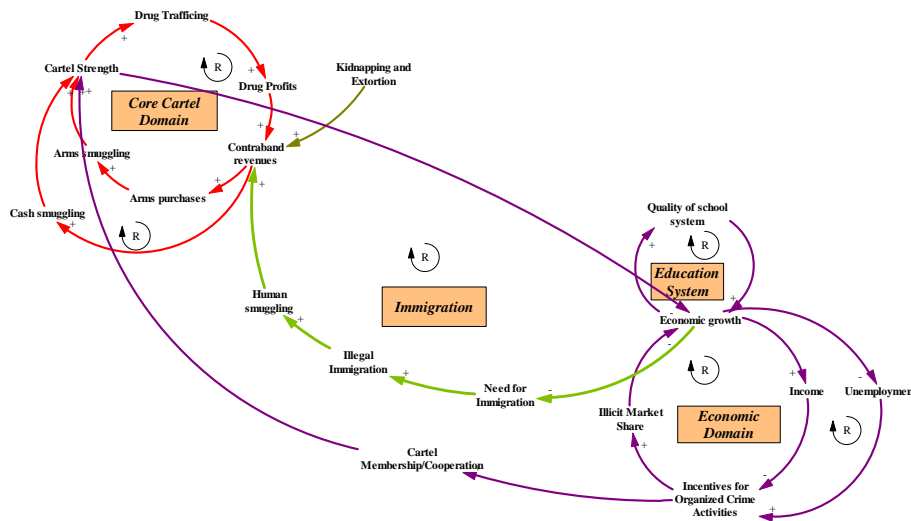 Drug Trafficing
+
+
R
Cartel Strength
Kidnapping and
Extortion
Drug Profits
+
++
Core Cartel
Domain
+
+
Contraband
revenues
Arms smuggling
+
+
+
Arms purchases
Cash smuggling
+
R
Quality of school
system
R
+
R
Education
System
+
Human
smuggling
Immigration
-
Economic growth
+
-
Illegal
Immigration
R
+
-
+
Need for
Immigration
-
Income
Unemploymen
Illicit Market
Share
Economic
Domain
R
+
Cartel
Membership/Cooperation
-
+
Incentives for
Organized Crime
Activities
+